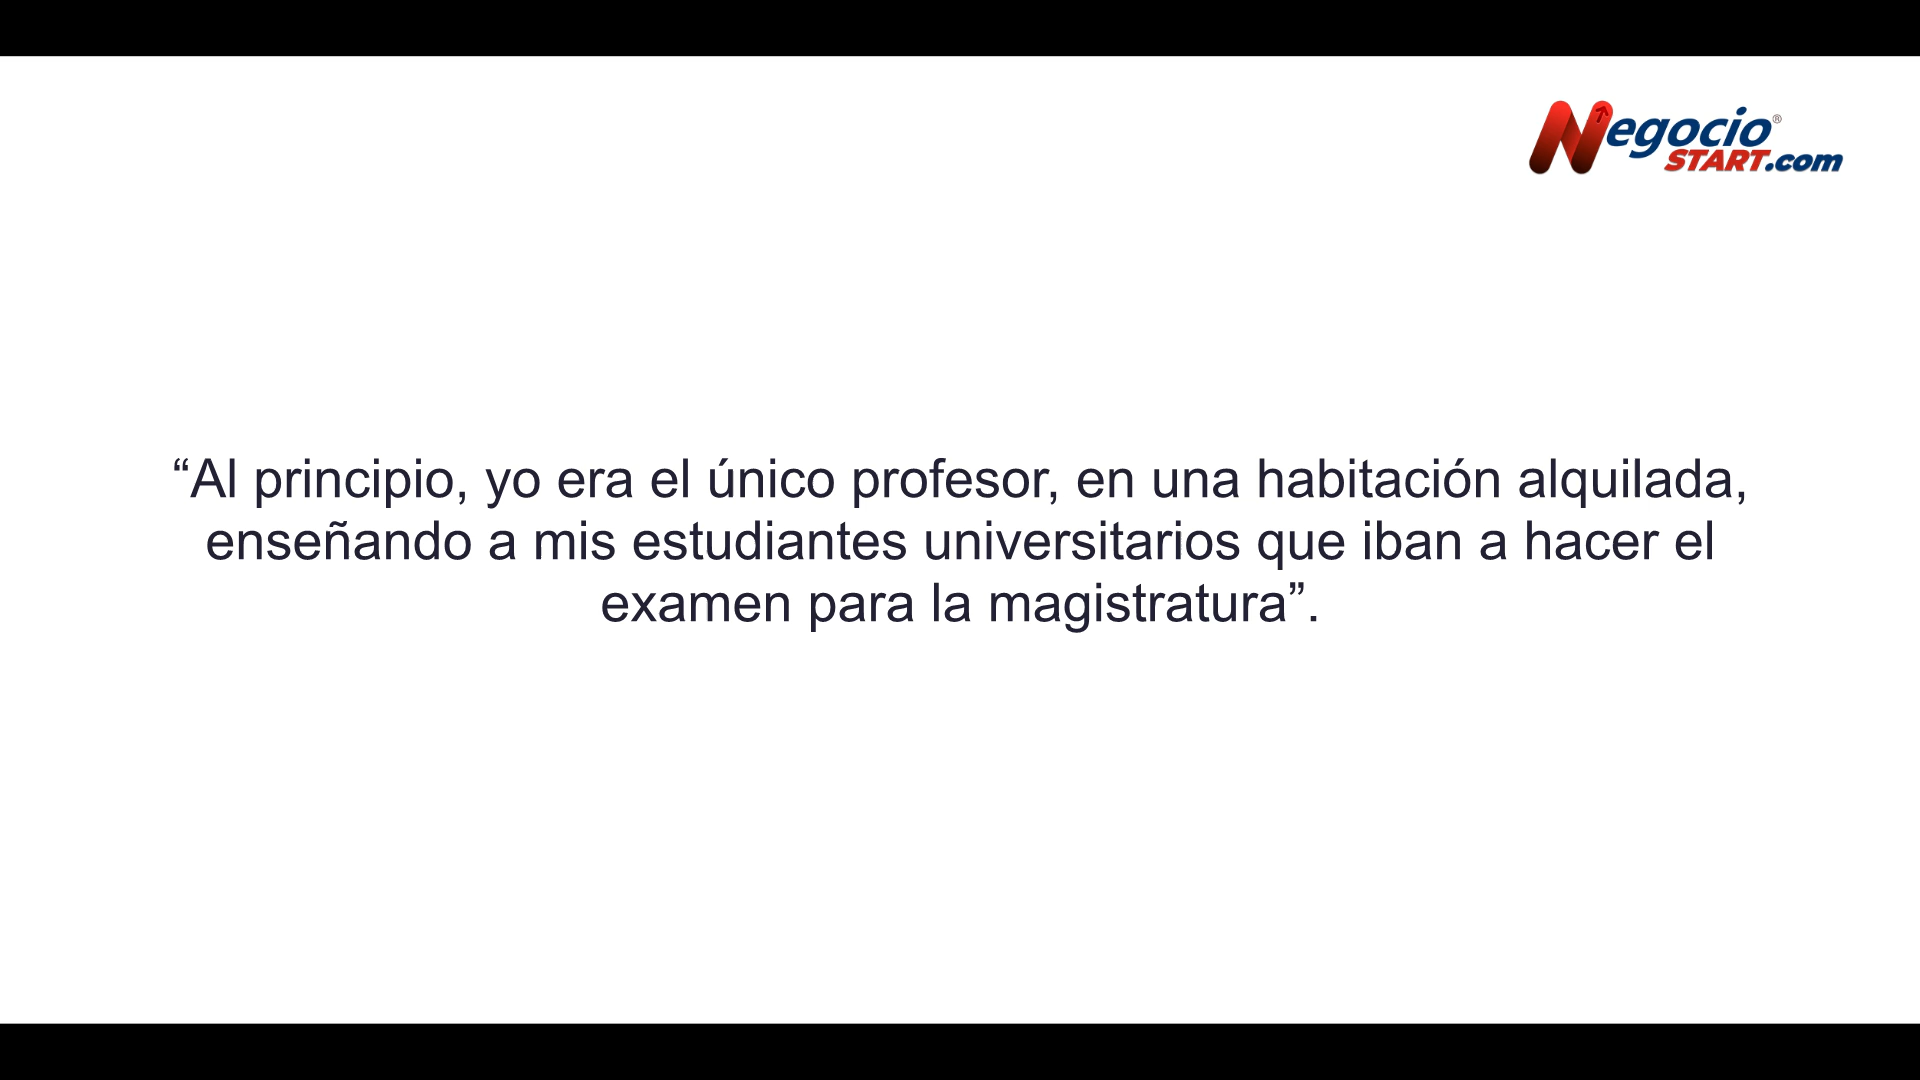 Negocio®
START.com
“Al principio, yo era el único profesor, en una habitación alquilada,
enseñando a mis estudiantes universitarios que iban a hacer el
examen para la magistratura”.